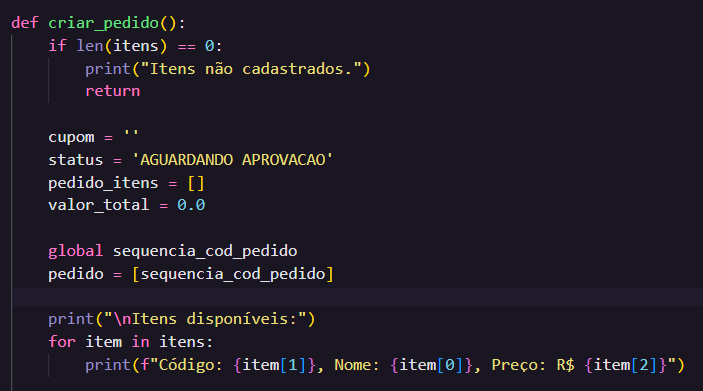 def criar_pedido():
    if len(itens) == 0:
        print("Itens não cadastrados.")
        return
    cupom = ''
    status = 'AGUARDANDO APROVACAO'
    pedido_itens = []
    valor_total = 0.0
    global sequencia_cod_pedido
    pedido = [sequencia_cod_pedido]
    print("\nItens disponíveis:")
    for item in itens:
        print(f"Código: {item[1]}, Nome: {item[0]}, Preço: R$ {item[2]}")